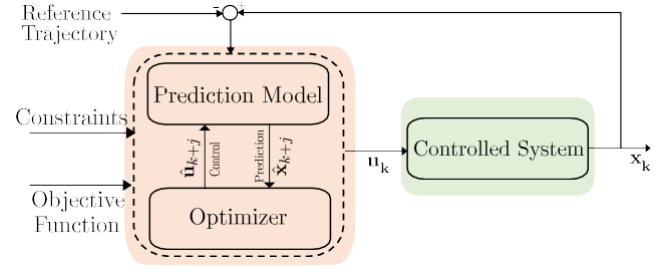 Reference
Trajectory
- +
Prediction Model
Constraints
û_{k+j}
Control
Prediction
x̂_{k+j}
u_k
Controlled System
x_k
Objective
Function
Optimizer